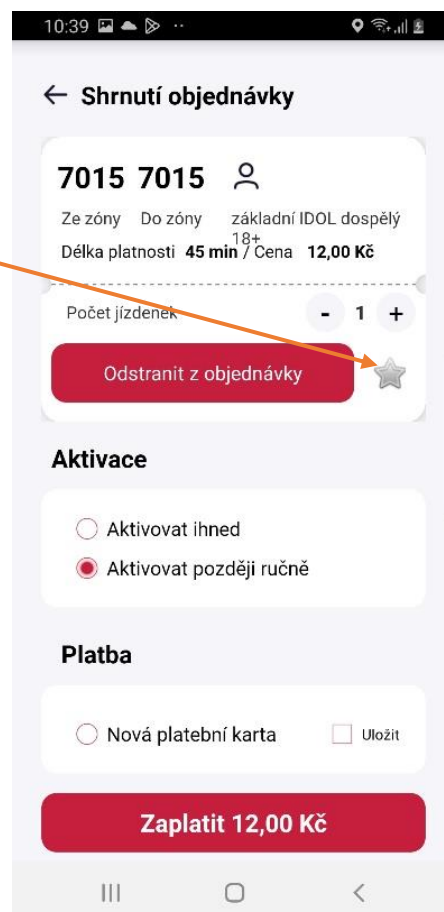 10:39
← Shrnutí objednávky
7015 7015
Ze zóny Do zóny základní IDOL dospělý
18+
Délka platnosti 45 min / Cena 12,00 Kč
Počet jízdenek - 1 +
Odstranit z objednávky
Aktivace
Aktivovat ihned
Aktivovat později ručně
Platba
Nová platební karta Uložit
Zaplatit 12,00 Kč